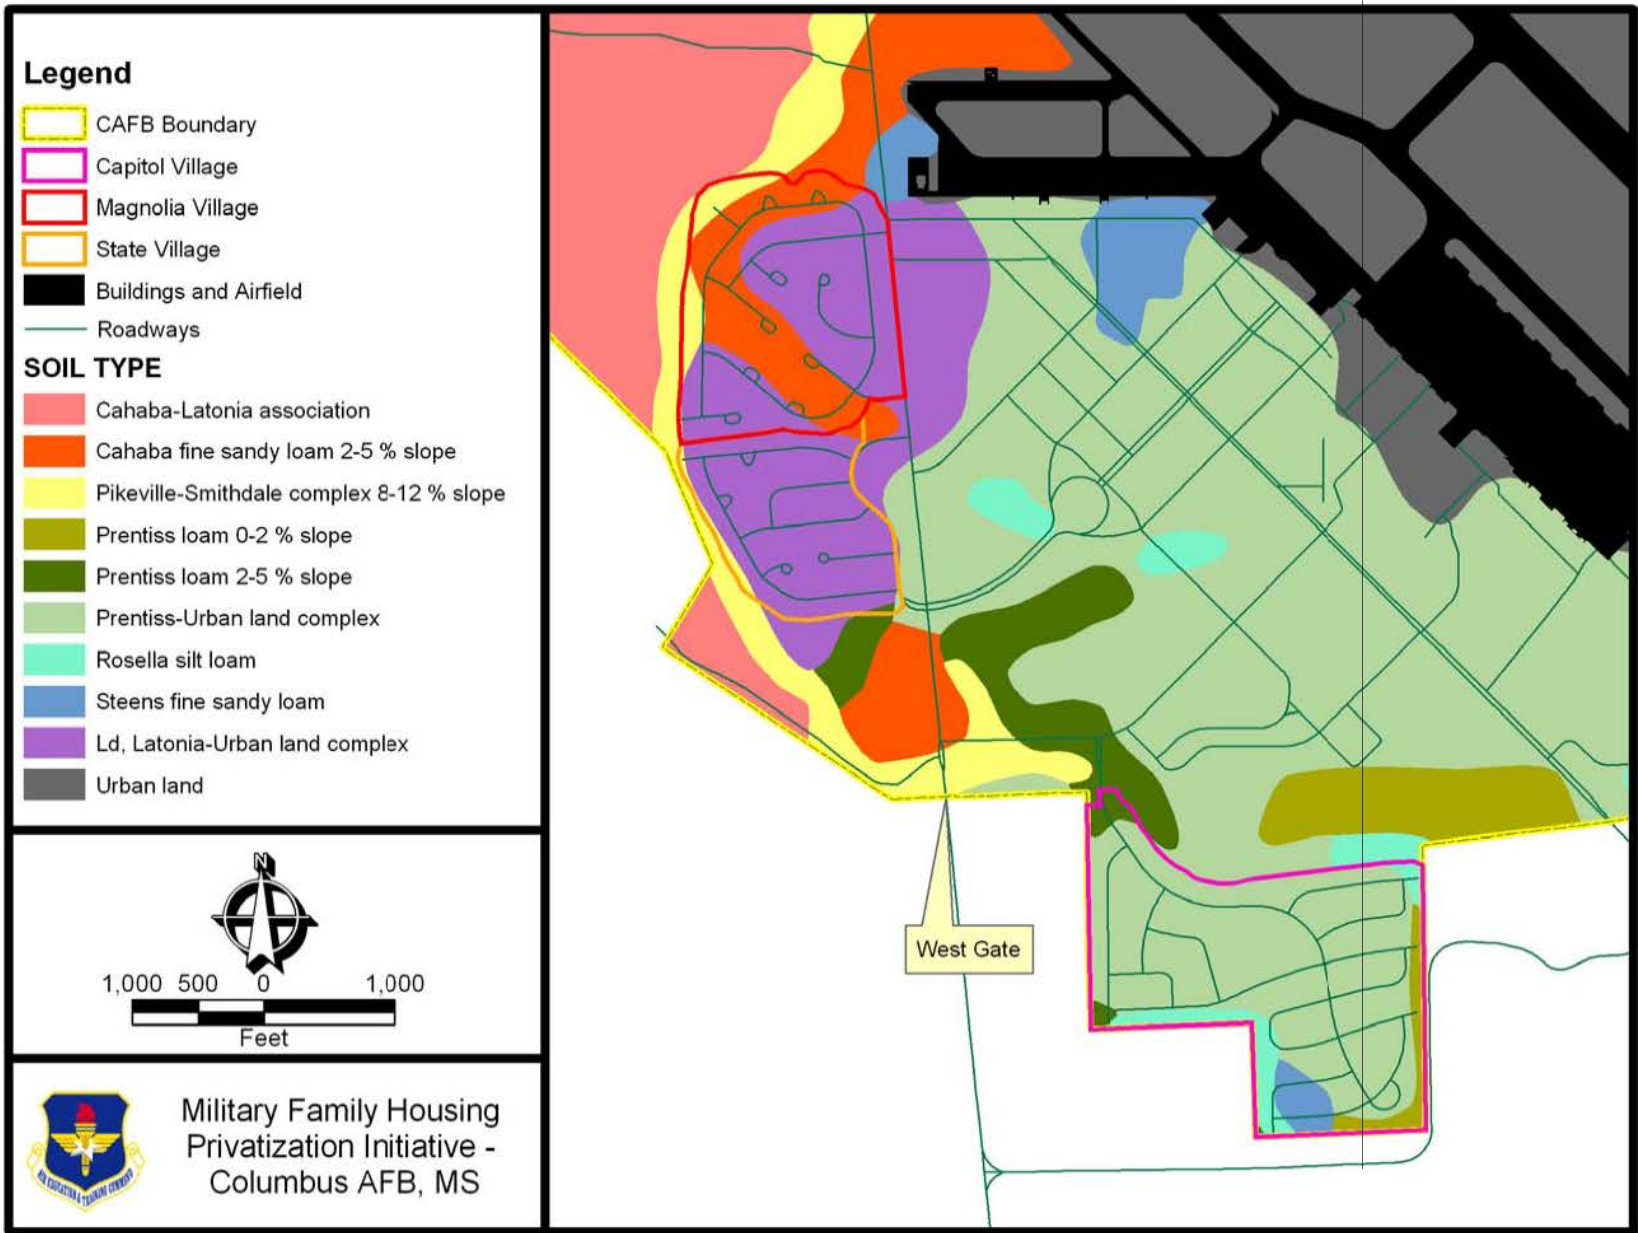 Legend
CAFB Boundary
Capitol Village
Magnolia Village
State Village
Buildings and Airfield
Roadways
SOIL TYPE
Cahaba-Latonia association
Cahaba fine sandy loam 2-5 % slope
Pikeville-Smithdale complex 8-12 % slope
Prentiss loam 0-2 % slope
Prentiss loam 2-5 % slope
Prentiss-Urban land complex
Rosella silt loam
Steens fine sandy loam
Ld, Latonia-Urban land complex
Urban land
N
1,000 500 0 1,000
Feet
AIR EDUCATION & TRAINING COMMAND
Military Family Housing
Privatization Initiative -
Columbus AFB, MS
West Gate